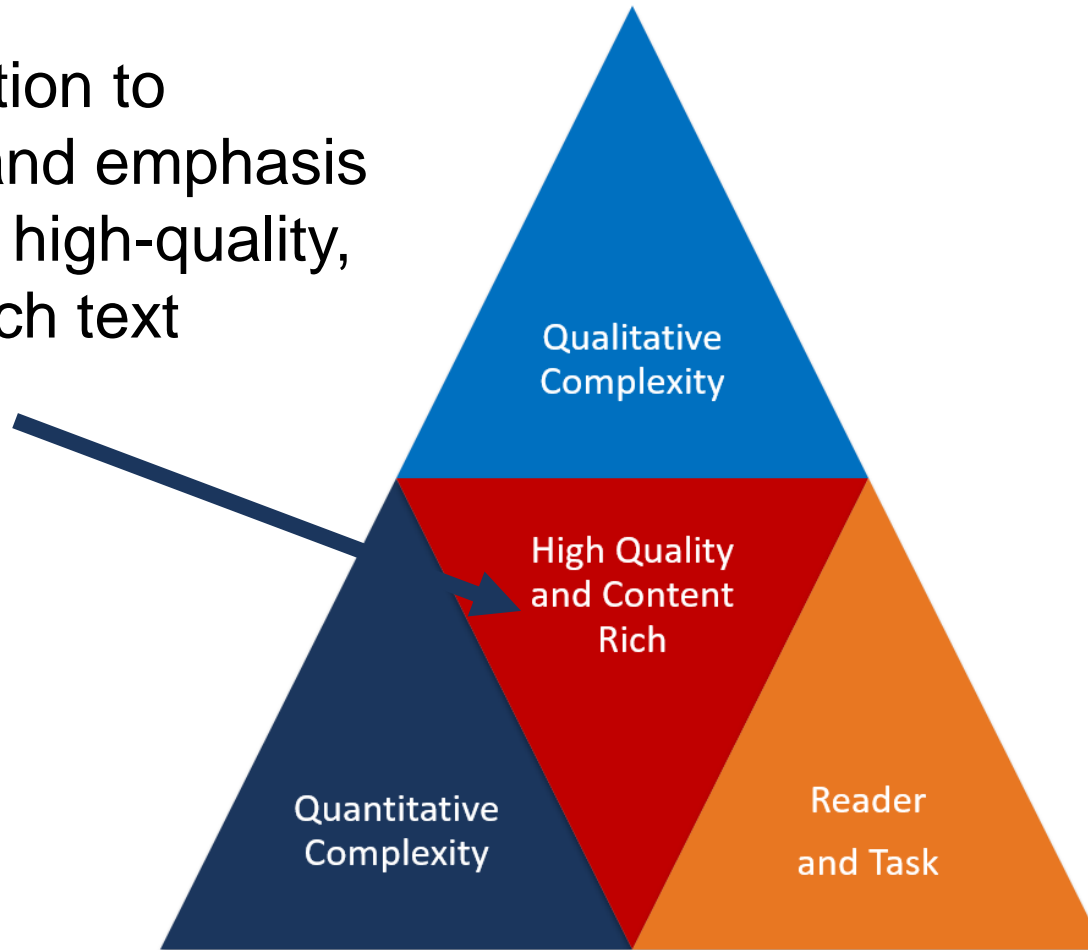 tion to
and emphasis
high-quality,
ch text
Qualitative
Complexity
High Quality
and Content
Rich
Quantitative
Complexity
Reader
and Task